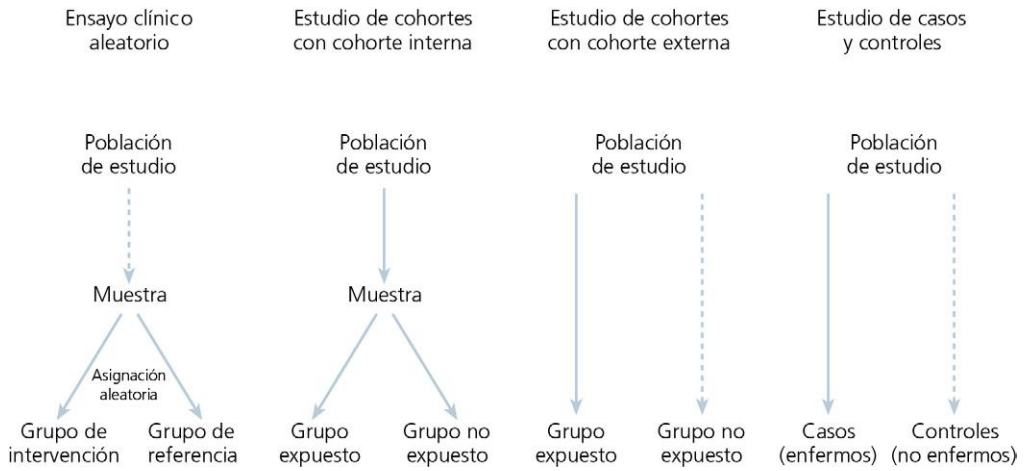 Ensayo clínico
aleatorio
Estudio de cohortes
con cohorte interna
Estudio de cohortes
con cohorte externa
Estudio de casos
y controles
Población
de estudio
Población
de estudio
Población
de estudio
Población
de estudio
Muestra
Muestra
Asignación
aleatoria
Grupo de
intervención
Grupo de
referencia
Grupo
expuesto
Grupo no
expuesto
Grupo
expuesto
Grupo no
expuesto
Casos
(enfermos)
Controles
(no enfermos)